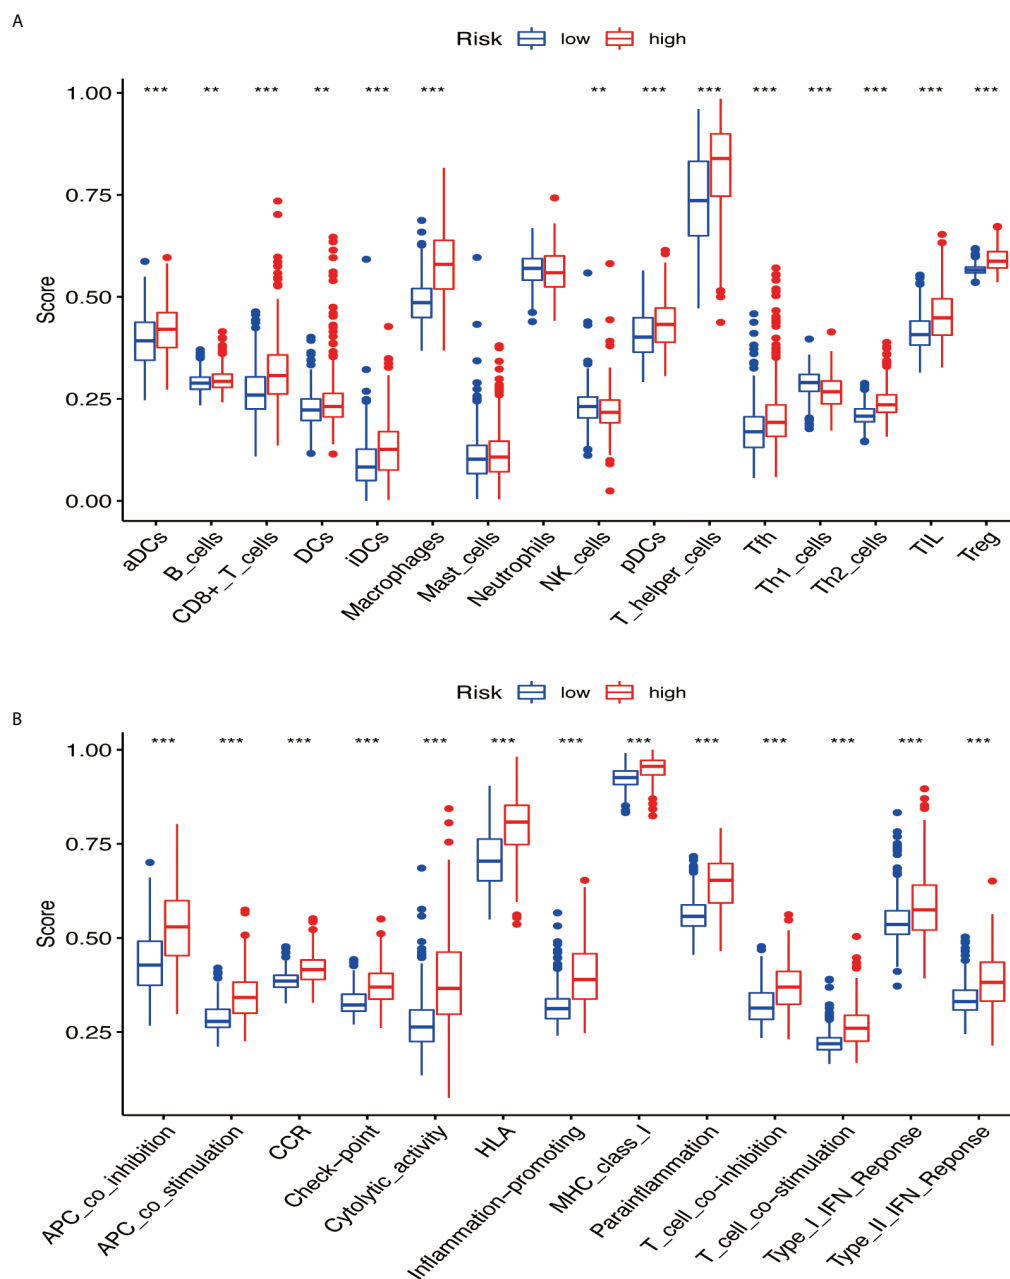 A
Risk low high
*** ** *** ** *** *** ** *** *** *** *** *** *** ***
1.00
0.75
0.50
0.25
0.00
Score
aDCs B_cells CD8+_T_cells DCs iDCs Macrophages Mast_cells Neutrophils NK_cells pDCs T_helper_cells Tfh Th1_cells Th2_cells TIL Treg
Risk low high
B
*** *** *** *** *** *** *** *** *** *** *** *** ***
1.00
0.75
0.50
0.25
Score
APC_co_inhibition APC_co_stimulation CCR Check-point Cytolytic_activity HLA Inflammation-promoting MHC_class_I Parainflammation T_cell_co-inhibition T_cell_co-stimulation Type_I_IFN_Reponse Type_II_IFN_Reponse